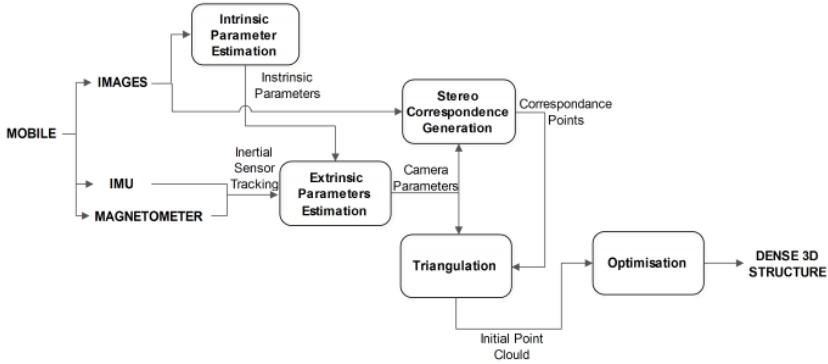 Intrinsic
Parameter
Estimation
IMAGES
Instrinsic
Parameters
Stereo
Correspondence
Generation
Correspondance
Points
MOBILE
Inertial
Sensor
Tracking
IMU
MAGNETOMETER
Extrinsic
Parameters
Estimation
Camera
Parameters
Triangulation
Optimisation
DENSE 3D
STRUCTURE
Initial Point
Clould